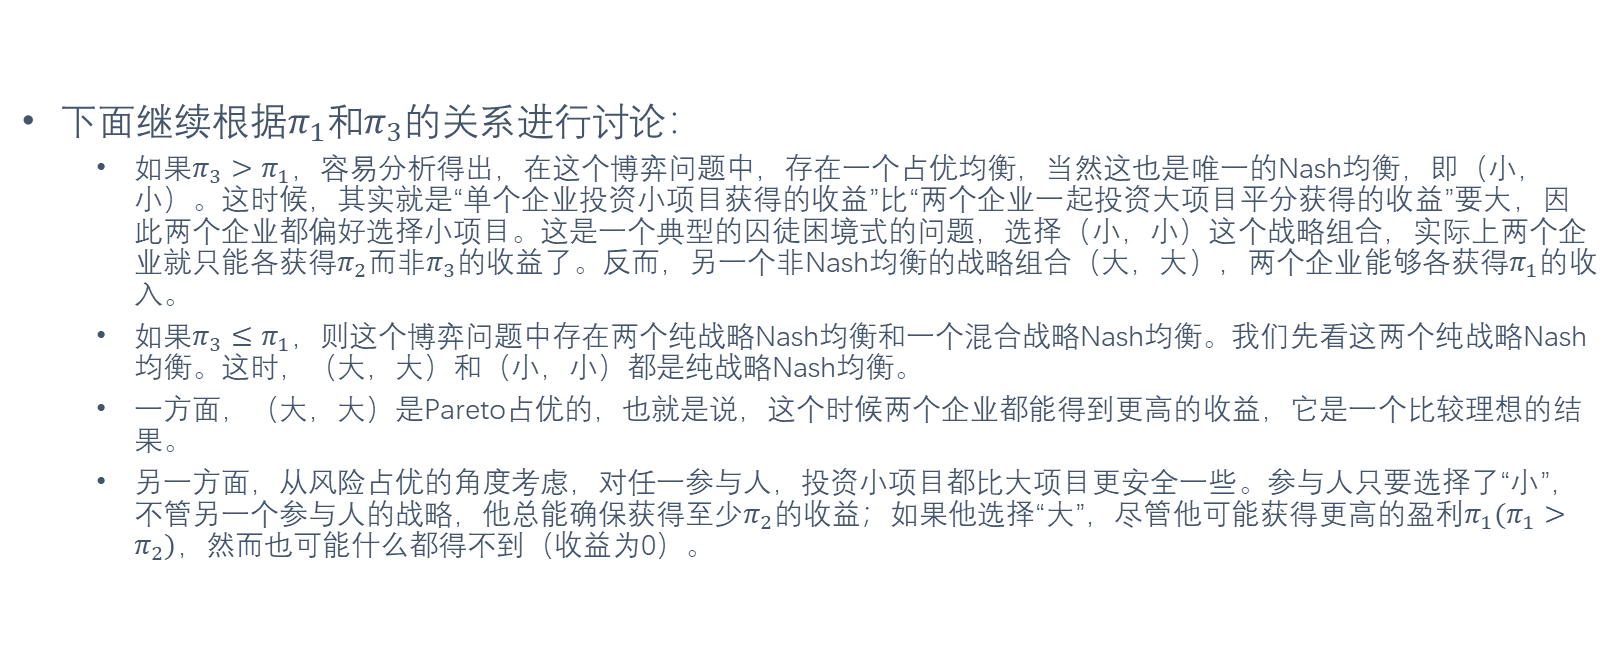 • 下面继续根据π₁和π₃的关系进行讨论：
• 如果π₃ > π₁，容易分析得出，在这个博弈问题中，存在一个占优均衡，当然这也是唯一的Nash均衡，即（小，
小）。这时候，其实就是“单个企业投资小项目获得的收益”比“两个企业一起投资大项目平分获得的收益”要大，因
此两个企业都偏好选择小项目。这是一个典型的囚徒困境式的问题，选择（小，小）这个战略组合，实际上两个企
业就只能各获得π₂而非π₃的收益了。反而，另一个非Nash均衡的战略组合（大，大），两个企业能够各获得π₁的收
入。
• 如果π₃ ≤ π₁，则这个博弈问题中存在两个纯战略Nash均衡和一个混合战略Nash均衡。我们先看这两个纯战略Nash
均衡。这时，（大，大）和（小，小）都是纯战略Nash均衡。
• 一方面，（大，大）是Pareto占优的，也就是说，这个时候两个企业都能得到更高的收益，它是一个比较理想的结
果。
• 另一方面，从风险占优的角度考虑，对任一参与人，投资小项目都比大项目更安全一些。参与人只要选择了“小”，
不管另一个参与人的战略，他总能确保获得至少π₂的收益；如果他选择“大”，尽管他可能获得更高的盈利π₁(π₁ >
π₂)，然而也可能什么都得不到（收益为0）。